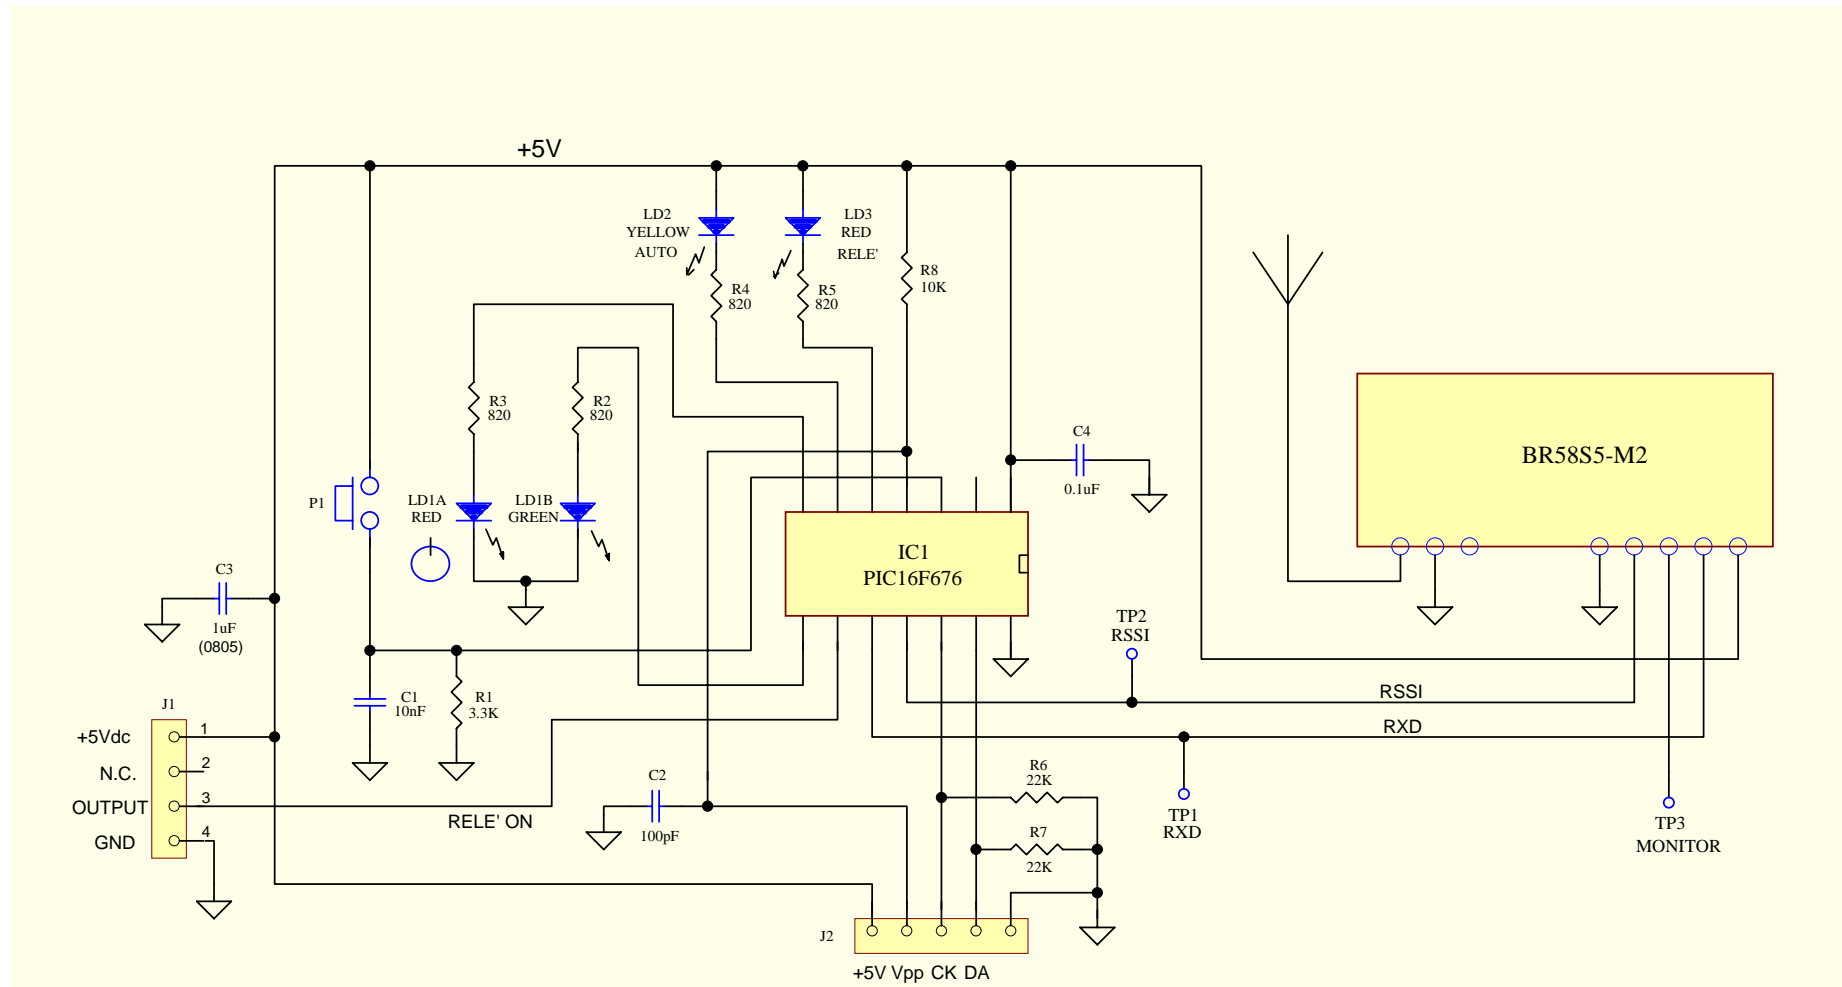 +5V
LD2
YELLOW
AUTO
LD3
RED
RELE'
R8
10K
R4
820
R5
820
R3
820
R2
820
C4
0.1uF
BR58S5-M2
P1
LD1A
RED
LD1B
GREEN
IC1
PIC16F676
C3
1uF
(0805)
TP2
RSSI
C1
10nF
R1
3.3K
RSSI
RXD
J1
+5Vdc
1
N.C.
2
OUTPUT
3
GND
4
RELE' ON
C2
100pF
R6
22K
R7
22K
TP1
RXD
TP3
MONITOR
J2
+5V Vpp CK DA